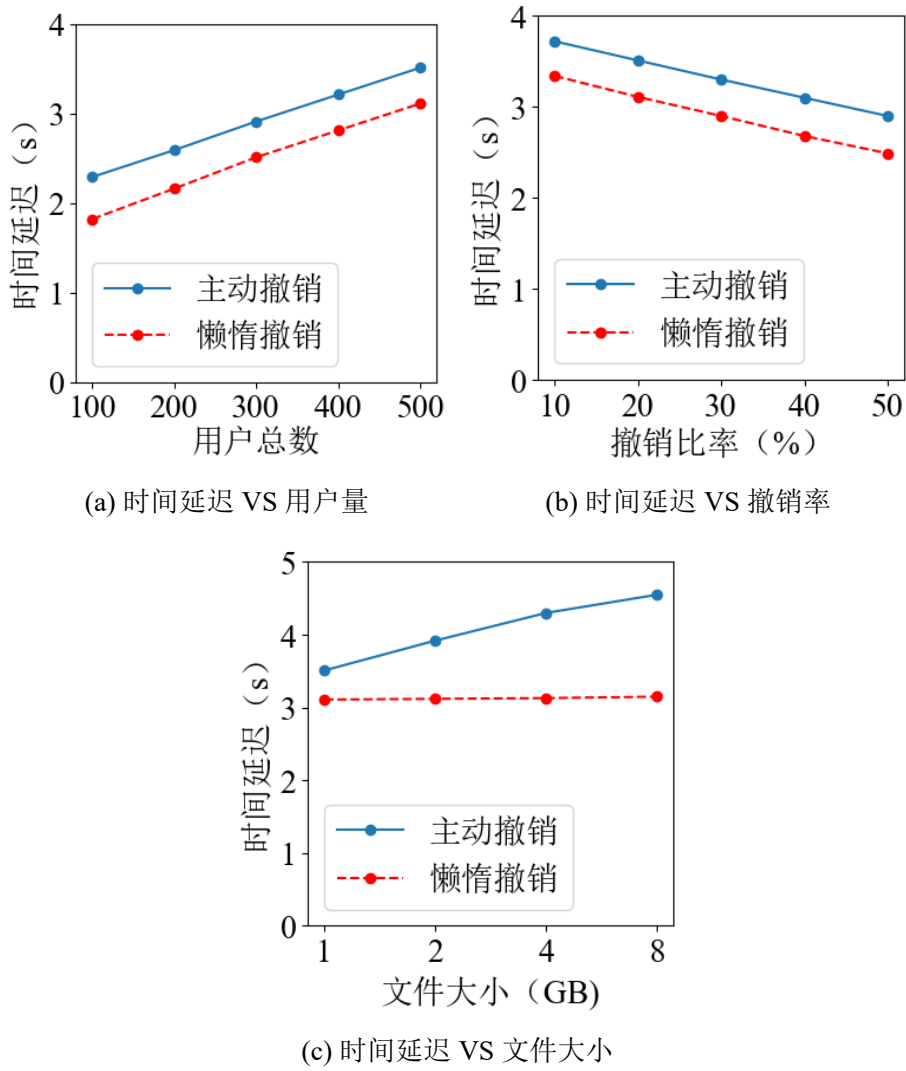 4
3
2
1
0
时间延迟（s）
主动撤销
懒惰撤销
100 200 300 400 500
用户总数
(a) 时间延迟 VS 用户量
4
3
2
1
0
时间延迟（s）
主动撤销
懒惰撤销
10 20 30 40 50
撤销比率（%）
(b) 时间延迟 VS 撤销率
5
4
3
2
1
0
时间延迟（s）
主动撤销
懒惰撤销
1 2 4 8
文件大小（GB)
(c) 时间延迟 VS 文件大小